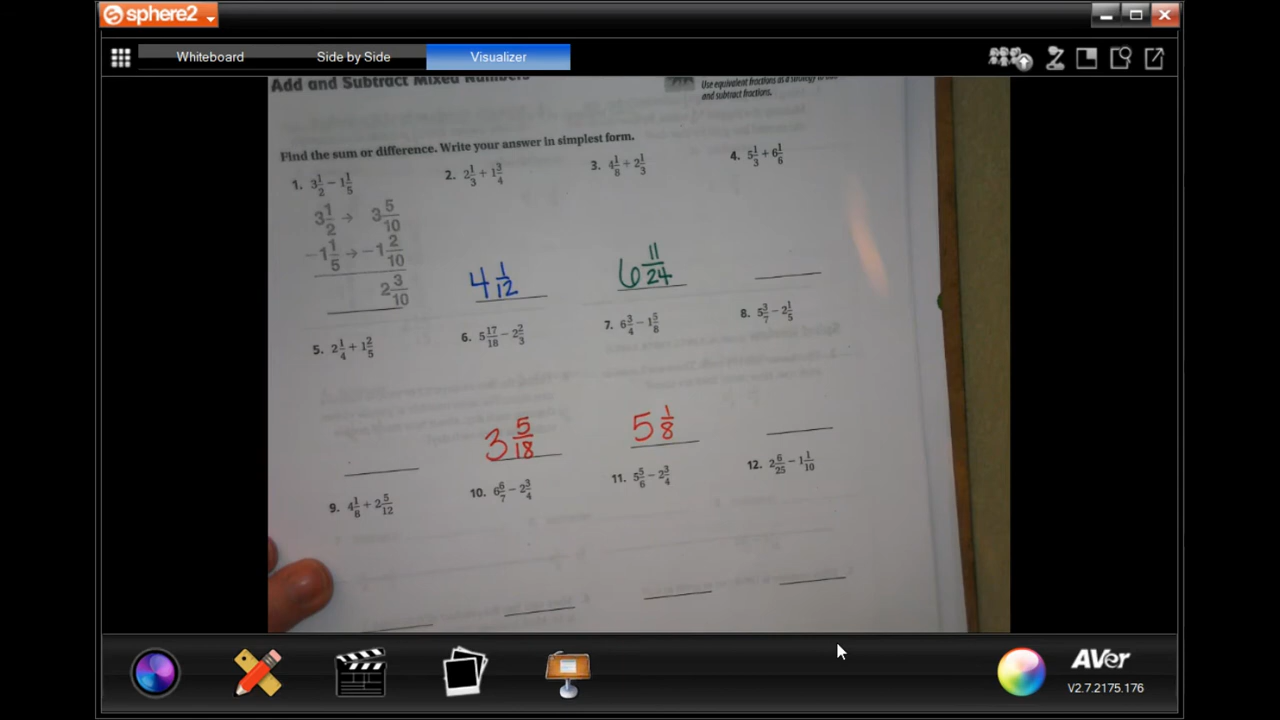 sphere2
Whiteboard Side by Side Visualizer
Add and Subtract Mixed Numbers
Use equivalent fractions as a strategy to
and subtract fractions.
Find the sum or difference. Write your answer in simplest form.
1. 3 1/2 − 1 1/5
2. 2 1/3 + 1 3/4
3. 4 1/8 + 2 1/3
4. 5 1/3 + 6 1/6
3 1/2 → 3 5/10
−1 1/5 → −1 2/10
2 3/10
4 1/12
6 11/24
5. 2 1/4 + 1 2/5
6. 5 17/18 − 2 2/3
7. 6 3/4 − 1 5/8
8. 5 3/7 − 2 1/5
3 5/18
5 1/8
9. 4 1/8 + 2 5/12
10. 6 6/7 − 2 3/4
11. 5 5/6 − 2 3/4
12. 2 6/25 − 1 1/10
AVer
V2.7.2175.176